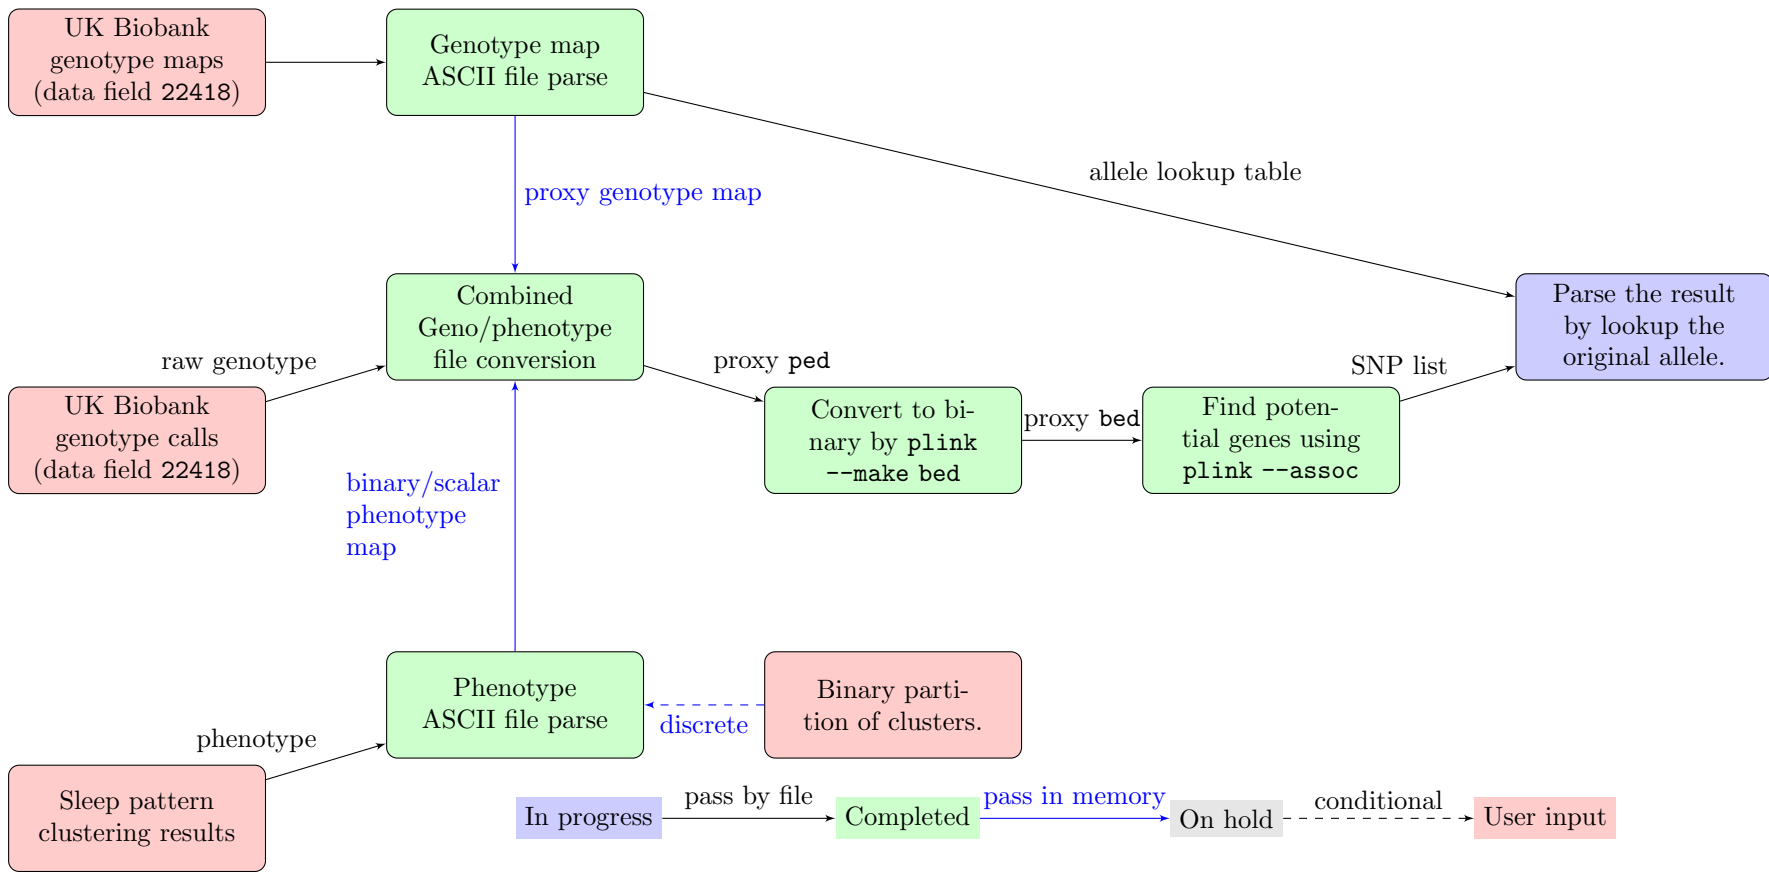 UK Biobank
genotype maps
(data field 22418)
Genotype map
ASCII file parse
allele lookup table
proxy genotype map
Combined
Geno/phenotype
file conversion
Parse the result
by lookup the
original allele.
raw genotype
proxy ped
SNP list
UK Biobank
genotype calls
(data field 22418)
Convert to bi-
nary by plink
--make bed
proxy bed
Find poten-
tial genes using
plink --assoc
binary/scalar
phenotype
map
Phenotype
ASCII file parse
discrete
Binary parti-
tion of clusters.
phenotype
Sleep pattern
clustering results
In progress
pass by file
Completed
pass in memory
On hold
conditional
User input